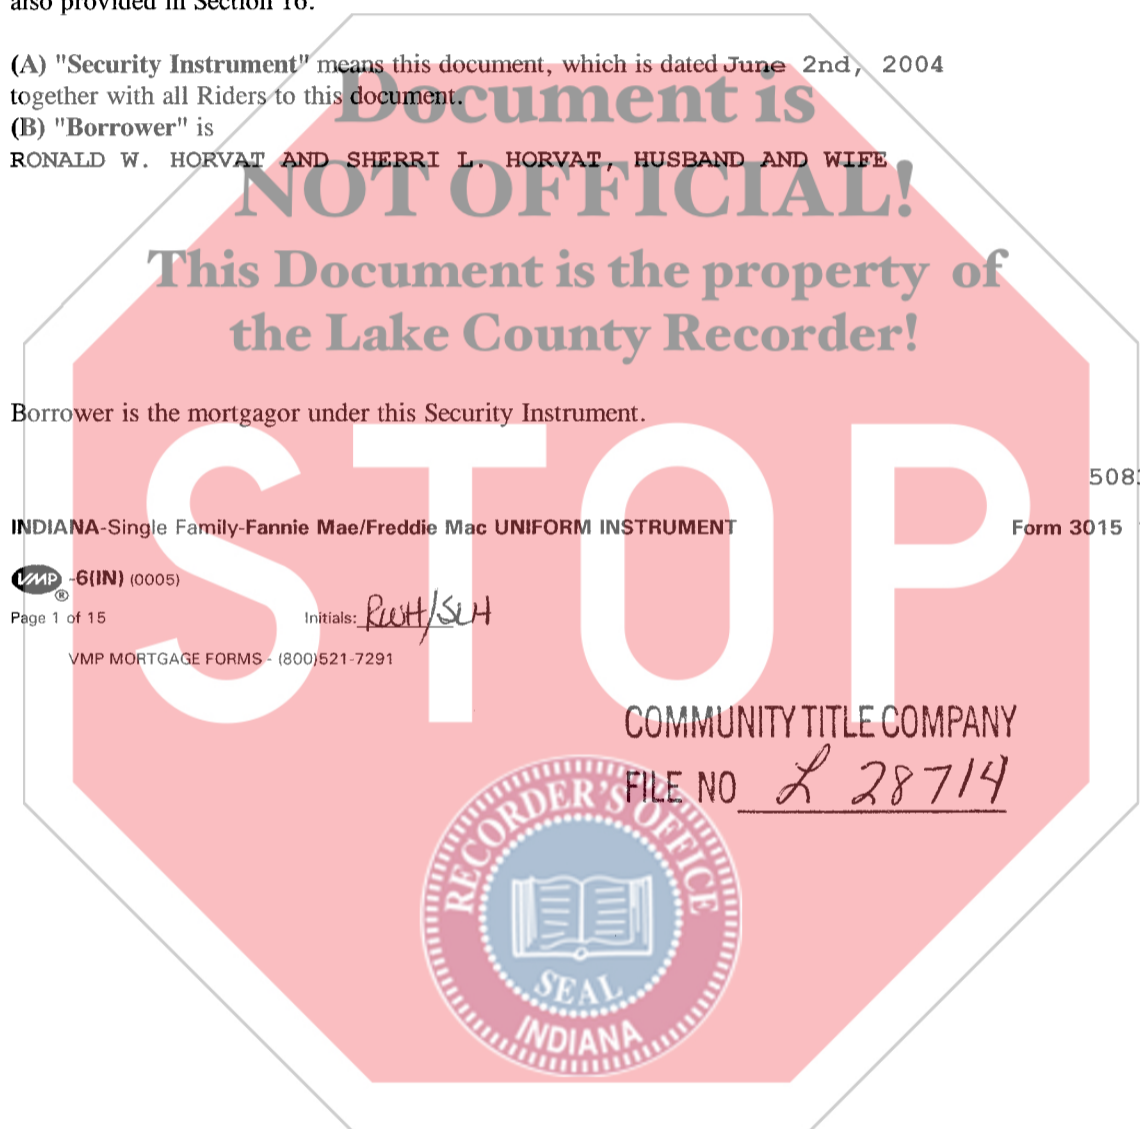 also provided in Section 16.
(A) "Security Instrument" means this document, which is dated June 2nd, 2004
together with all Riders to this document.
(B) "Borrower" is
RONALD W. HORVAT AND SHERRI L. HORVAT, HUSBAND AND WIFE
Document is
NOT OFFICIAL!
This Document is the property of
the Lake County Recorder!
Borrower is the mortgagor under this Security Instrument.
STOP
508
INDIANA-Single Family-Fannie Mae/Freddie Mac UNIFORM INSTRUMENT Form 3015
VMP® -6(IN) (0005)
Page 1 of 15 Initials: RWH/SLH
VMP MORTGAGE FORMS - (800)521-7291
COMMUNITY TITLE COMPANY
FILE NO L 28714
RECORDER'S OFFICE
SEAL
INDIANA